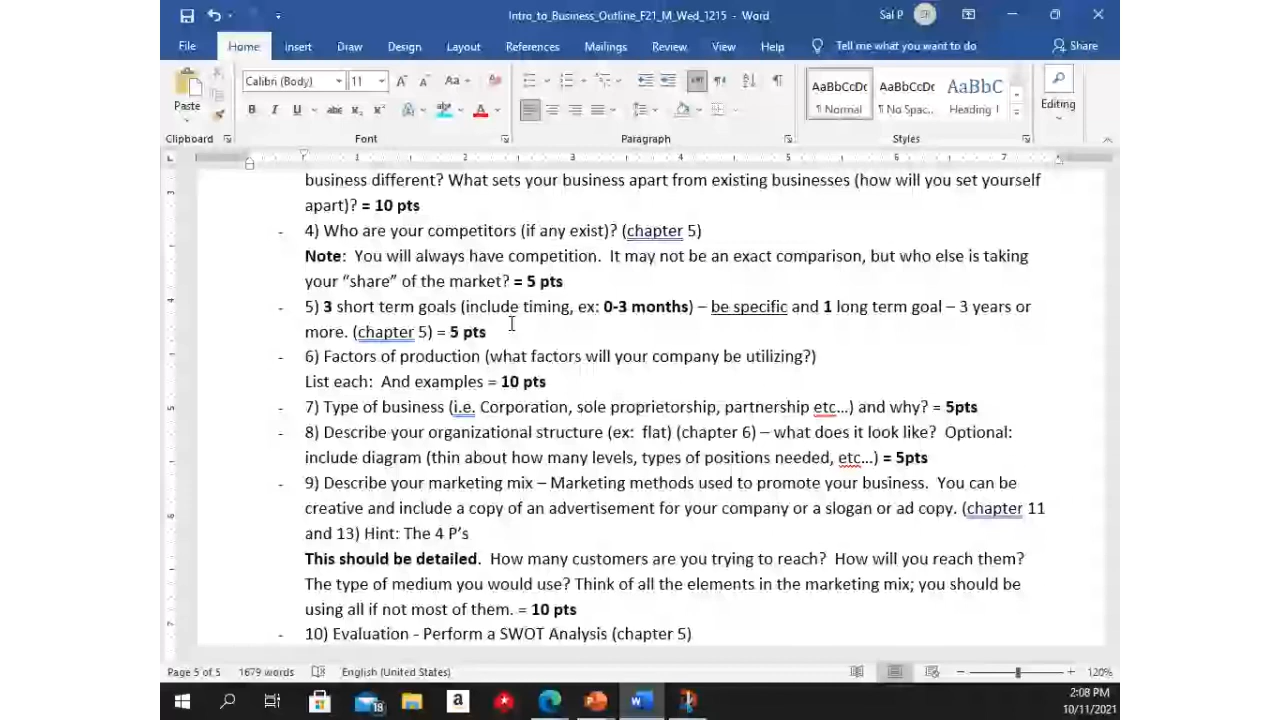 Intro_to_Business_Outline_F21_M_Wed_1215 - Word
Sal P
File Home Insert Draw Design Layout References Mailings Review View Help Tell me what you want to do Share
Calibri (Body) 11
Paste
AaBbCcDc AaBbCcDc AaBbC
¶ Normal ¶ No Spac... Heading 1
Editing
Clipboard Font Paragraph Styles
1 2 3 4 5 6 7
business different? What sets your business apart from existing businesses (how will you set yourself
apart)? = 10 pts
- 4) Who are your competitors (if any exist)? (chapter 5)
Note: You will always have competition. It may not be an exact comparison, but who else is taking
your “share” of the market? = 5 pts
- 5) 3 short term goals (include timing, ex: 0-3 months) – be specific and 1 long term goal – 3 years or
more. (chapter 5) = 5 pts
- 6) Factors of production (what factors will your company be utilizing?)
List each: And examples = 10 pts
- 7) Type of business (i.e. Corporation, sole proprietorship, partnership etc...) and why? = 5pts
- 8) Describe your organizational structure (ex: flat) (chapter 6) – what does it look like? Optional:
include diagram (thin about how many levels, types of positions needed, etc...) = 5pts
- 9) Describe your marketing mix – Marketing methods used to promote your business. You can be
creative and include a copy of an advertisement for your company or a slogan or ad copy. (chapter 11
and 13) Hint: The 4 P’s
This should be detailed. How many customers are you trying to reach? How will you reach them?
The type of medium you would use? Think of all the elements in the marketing mix; you should be
using all if not most of them. = 10 pts
- 10) Evaluation - Perform a SWOT Analysis (chapter 5)
Page 5 of 5 1679 words English (United States) 120%
18
2:08 PM
10/11/2021